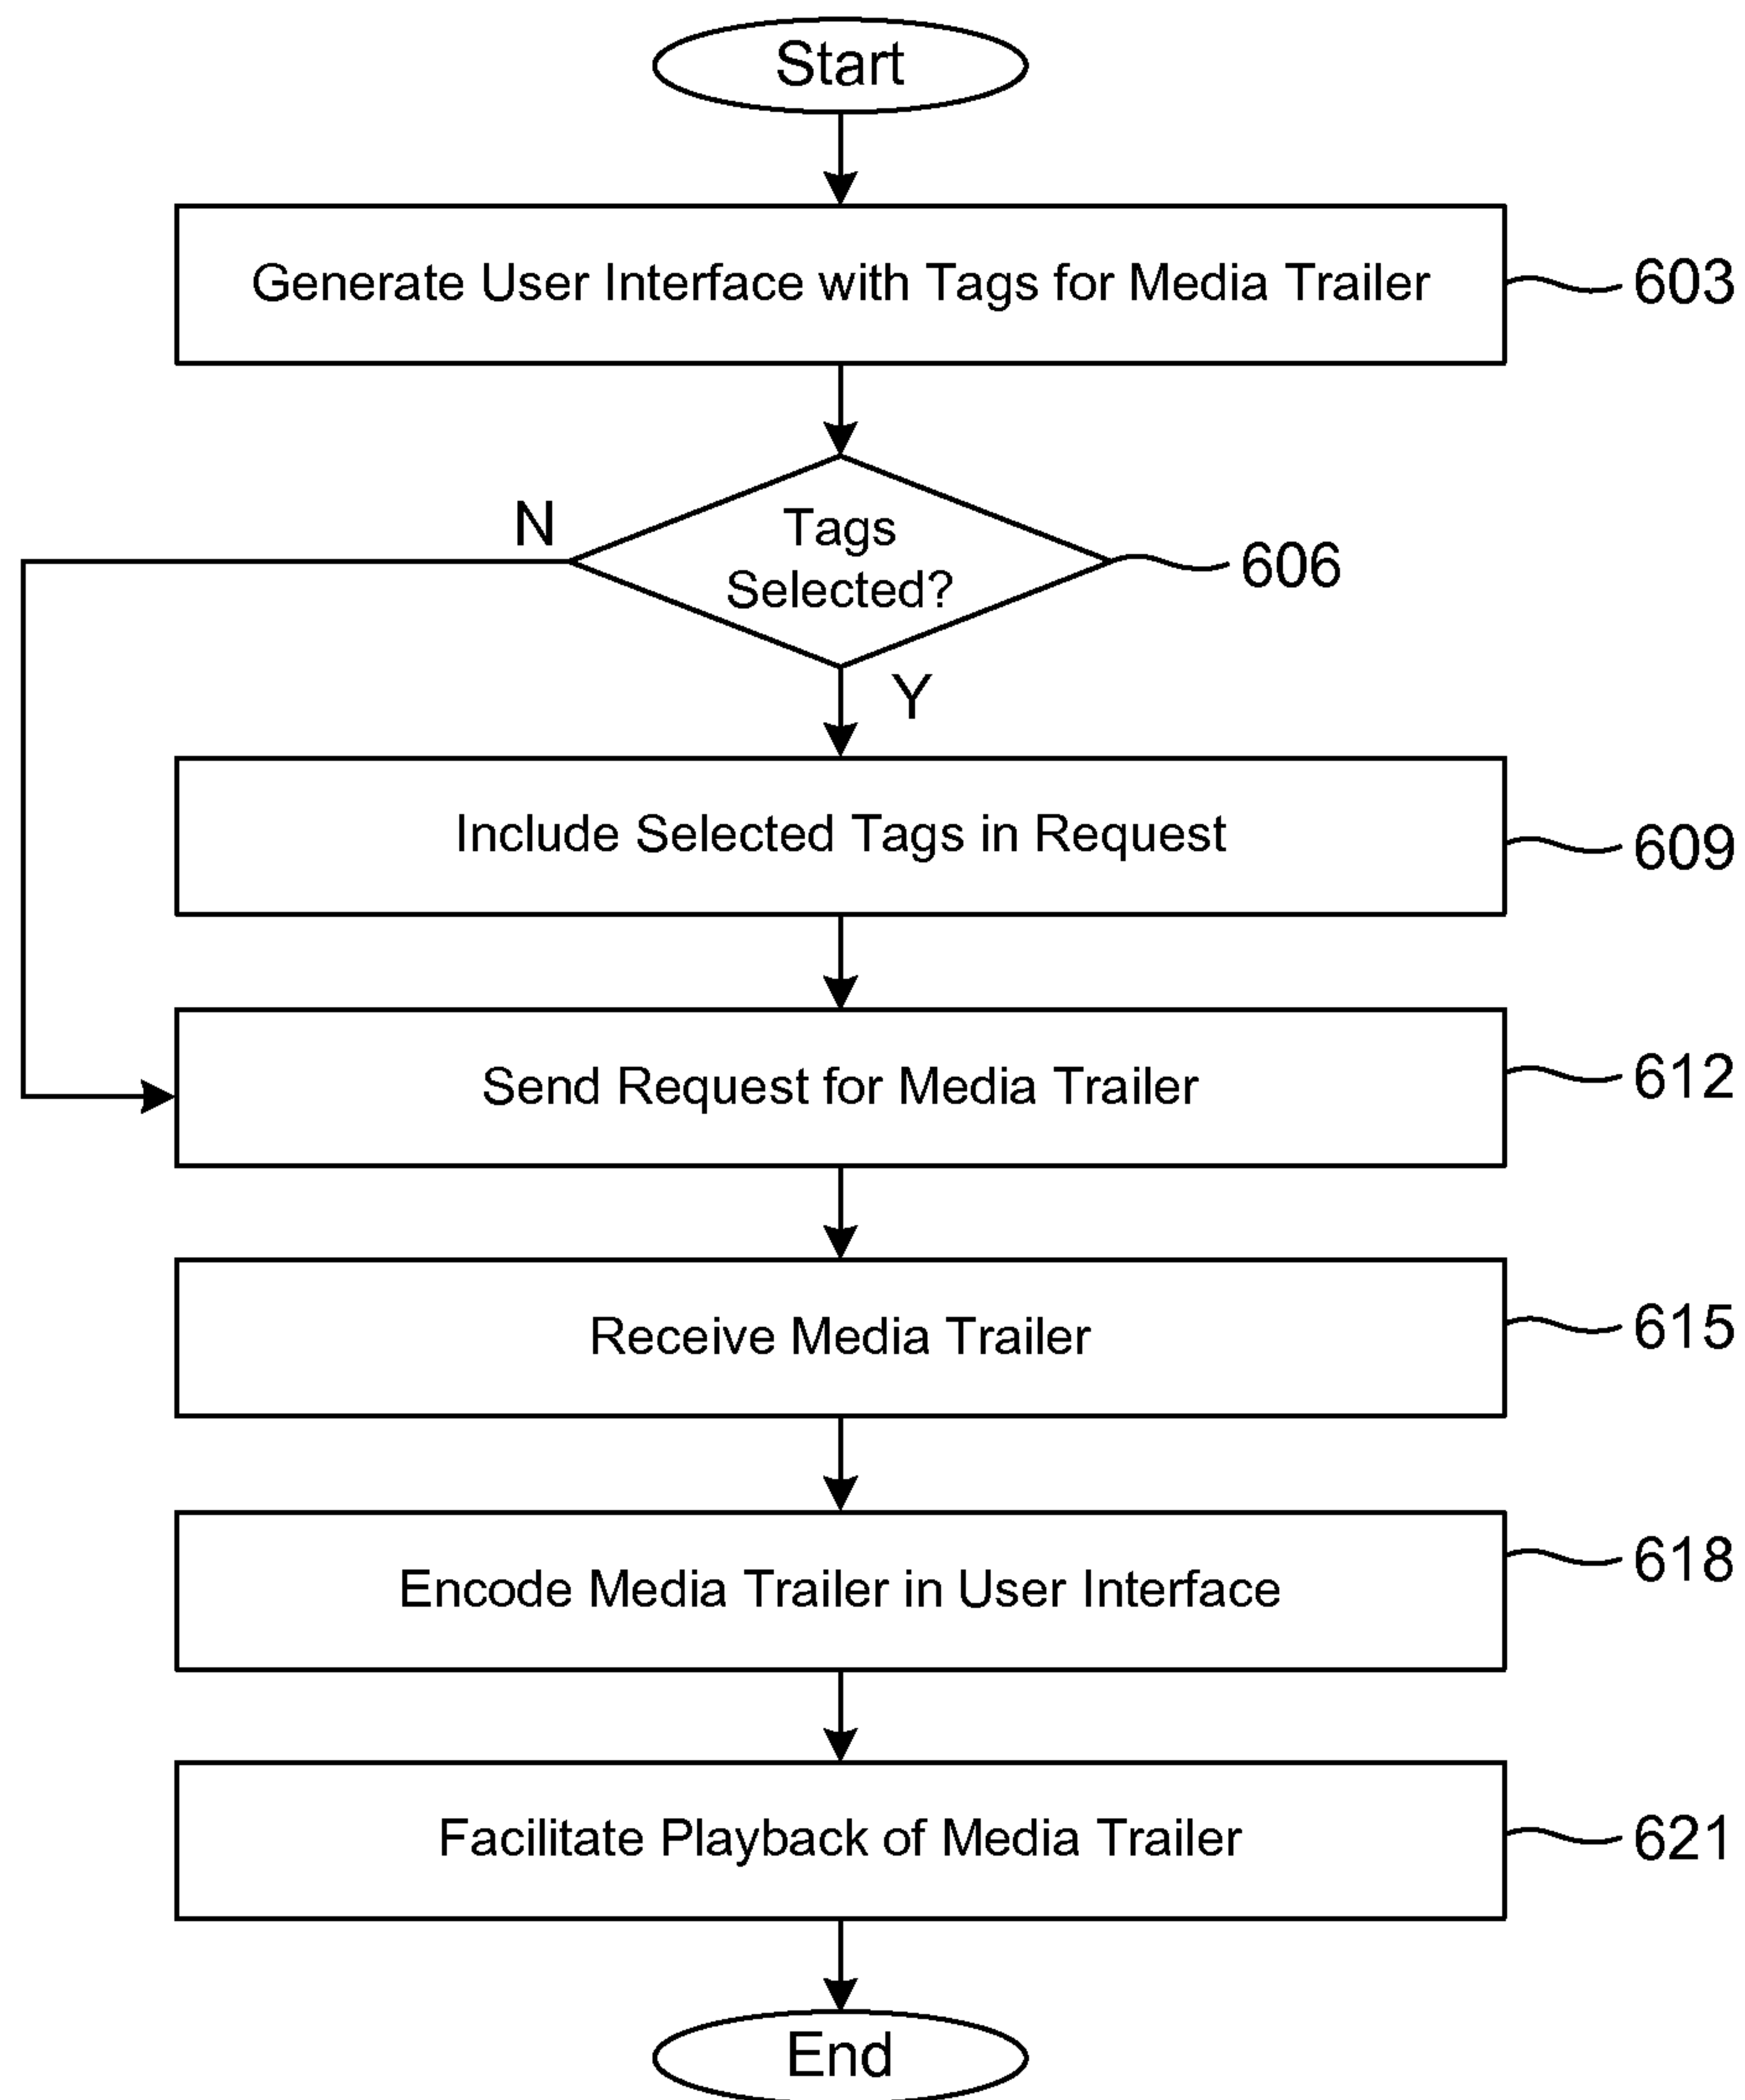 Start
Generate User Interface with Tags for Media Trailer
603
N
Tags
Selected?
606
Y
Include Selected Tags in Request
609
Send Request for Media Trailer
612
Receive Media Trailer
615
Encode Media Trailer in User Interface
618
Facilitate Playback of Media Trailer
621
End